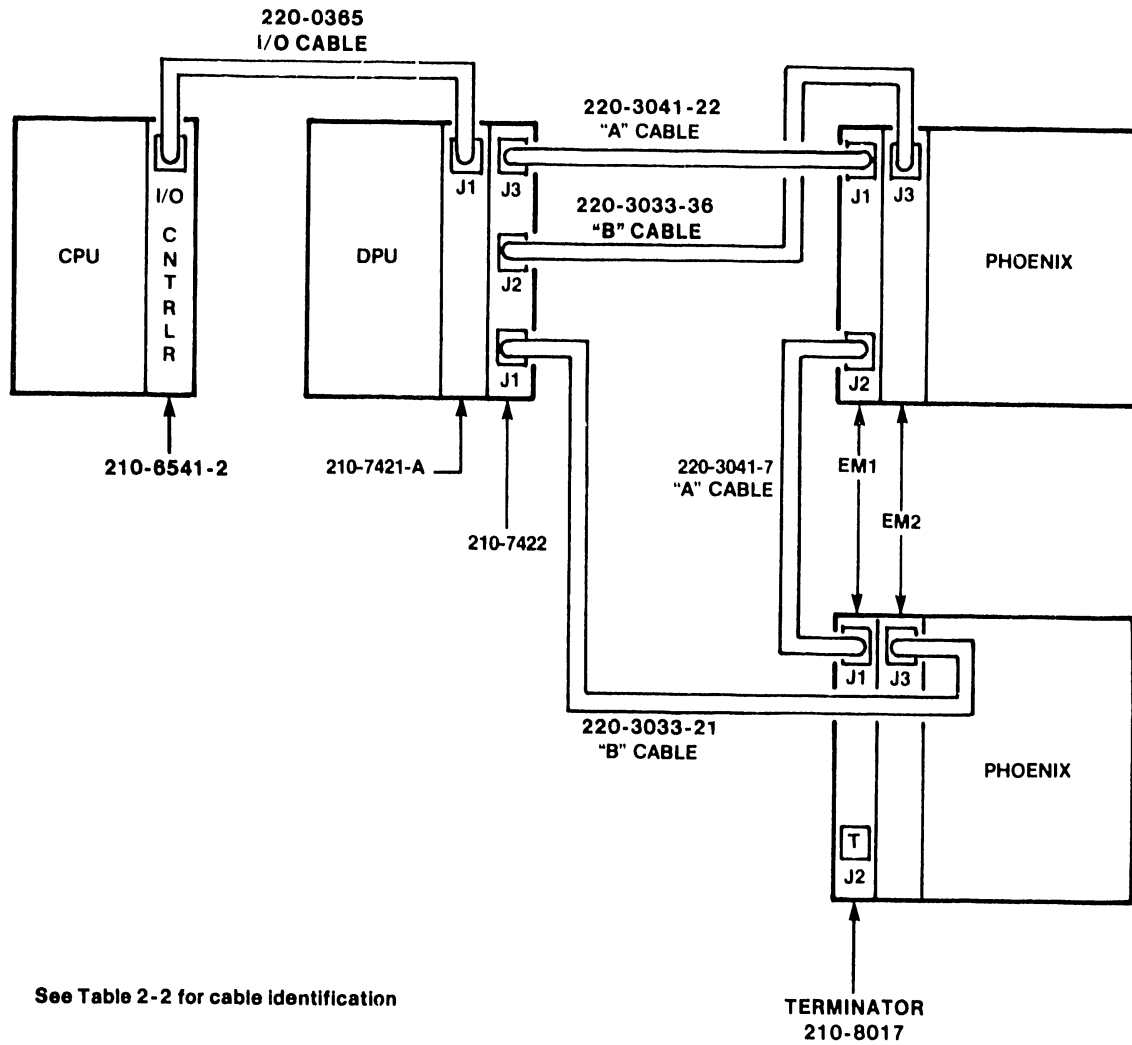 220-0365
I/O CABLE
220-3041-22
"A" CABLE
I/O
J1
J3
J1
J3
220-3033-36
"B" CABLE
CPU
C
N
T
R
L
R
DPU
J2
PHOENIX
J1
J2
210-6541-2
210-7421-A
220-3041-7
"A" CABLE
EM1
EM2
210-7422
J1
J3
220-3033-21
"B" CABLE
PHOENIX
T
J2
See Table 2-2 for cable identification
TERMINATOR
210-8017